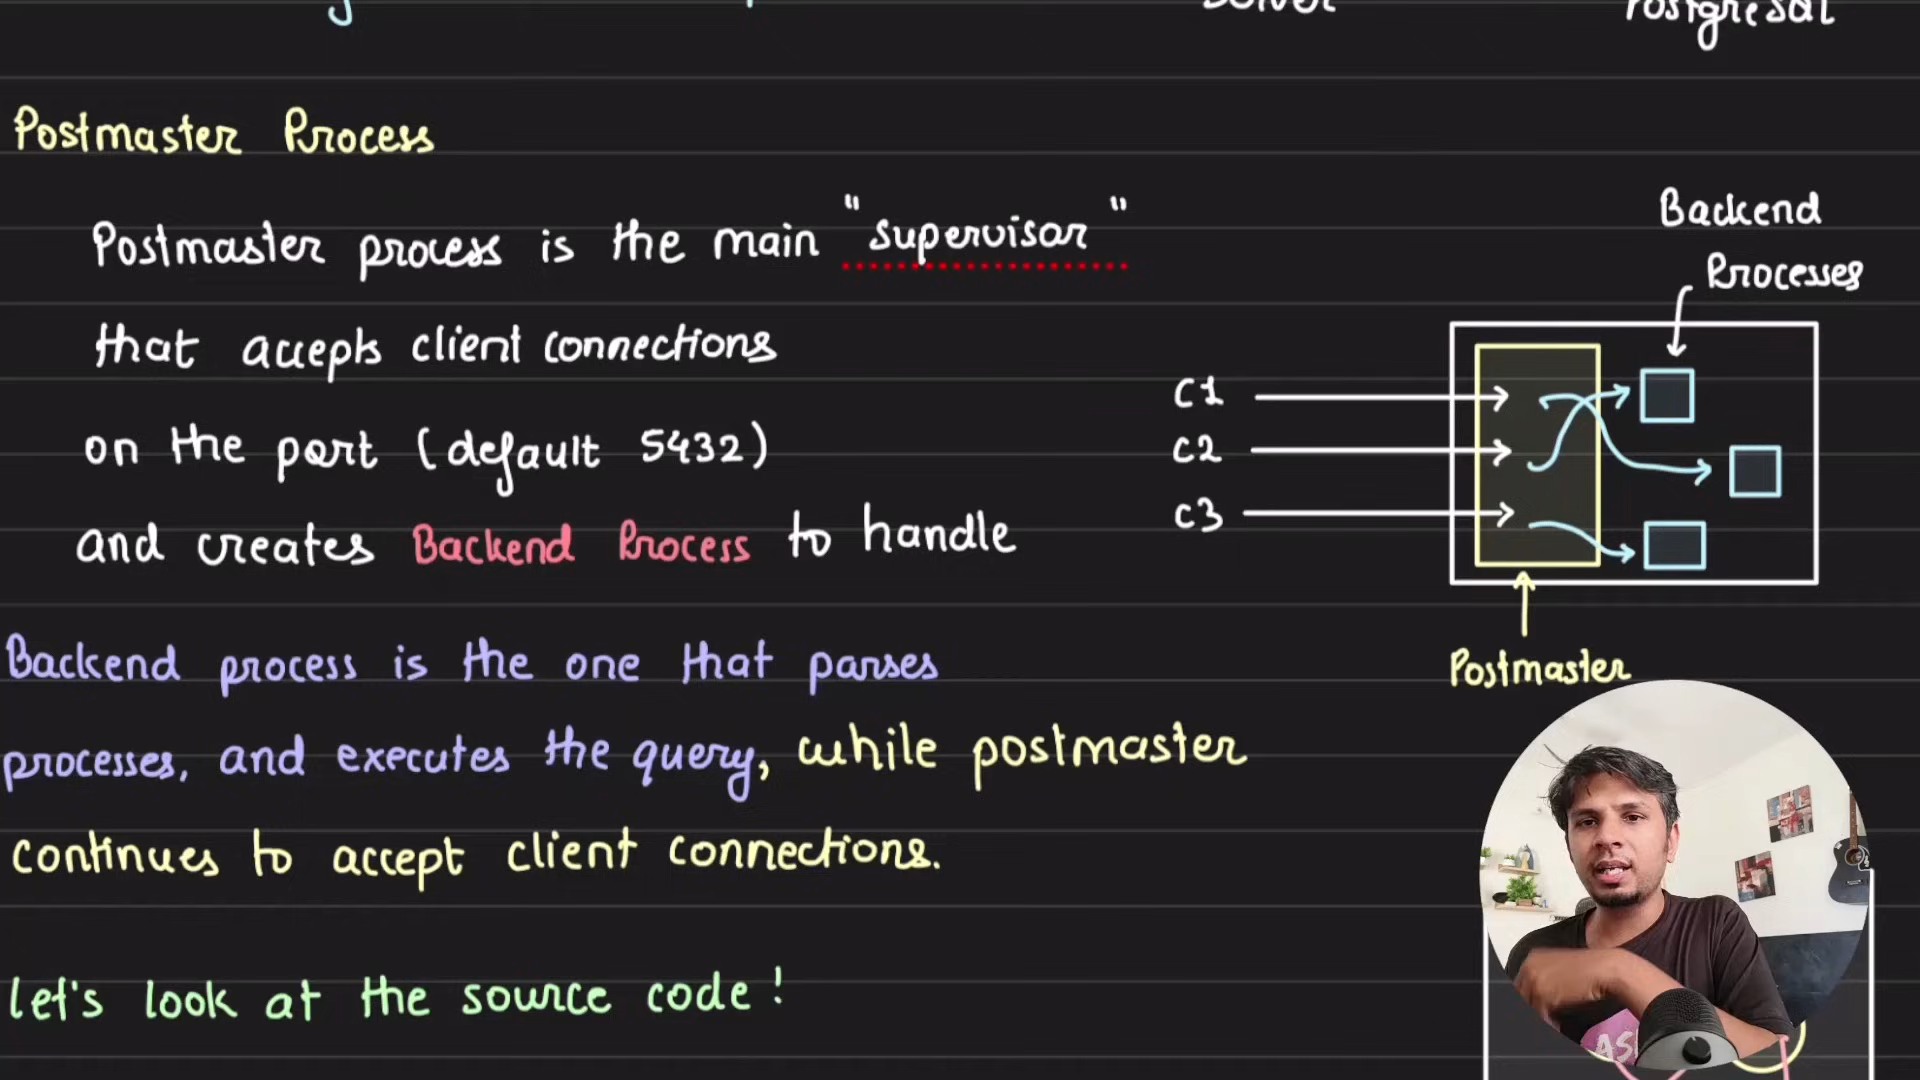 PostgreSQL
Postmaster Process
Postmaster process is the main "supervisor"
that accepts client connections
on the port (default 5432)
and creates Backend Process to handle
Backend process is the one that parses
processes, and executes the query, while postmaster
continues to accept client connections.
let's look at the source code!
Backend
Processes
C1
C2
C3
Postmaster